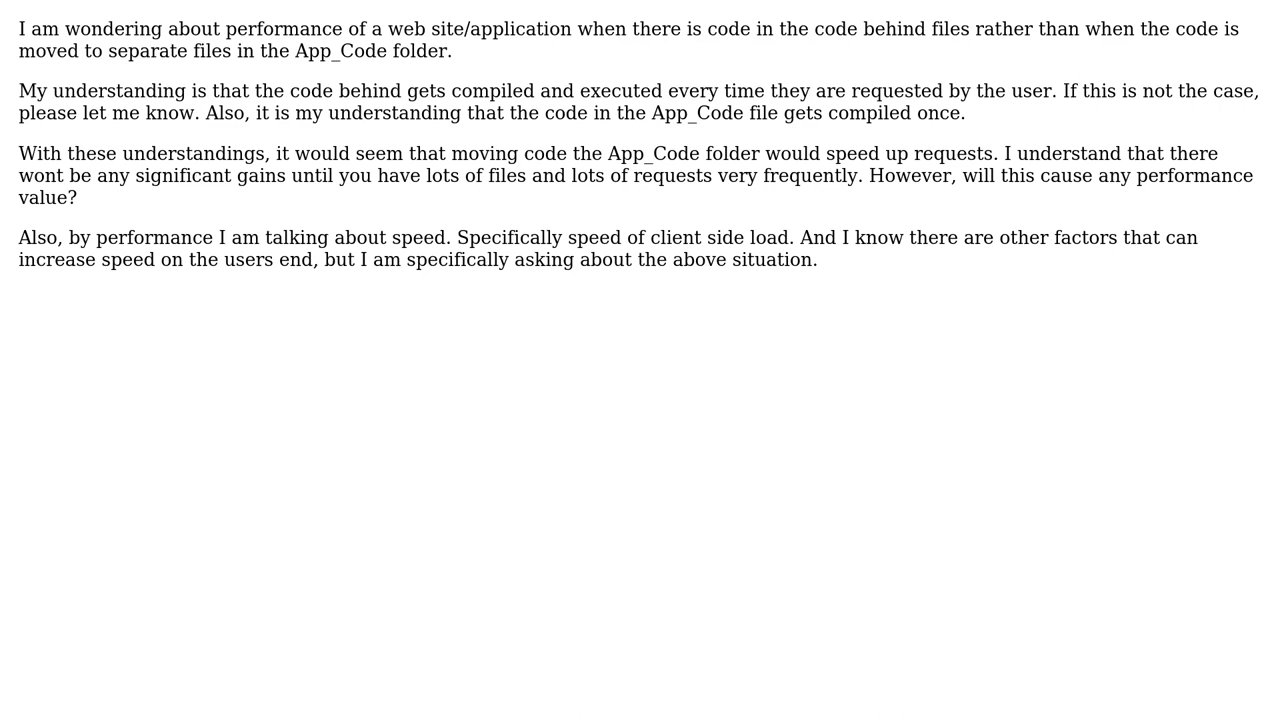 I am wondering about performance of a web site/application when there is code in the code behind files rather than when the code is
moved to separate files in the App_Code folder.
My understanding is that the code behind gets compiled and executed every time they are requested by the user. If this is not the case,
please let me know. Also, it is my understanding that the code in the App_Code file gets compiled once.
With these understandings, it would seem that moving code the App_Code folder would speed up requests. I understand that there
wont be any significant gains until you have lots of files and lots of requests very frequently. However, will this cause any performance
value?
Also, by performance I am talking about speed. Specifically speed of client side load. And I know there are other factors that can
increase speed on the users end, but I am specifically asking about the above situation.